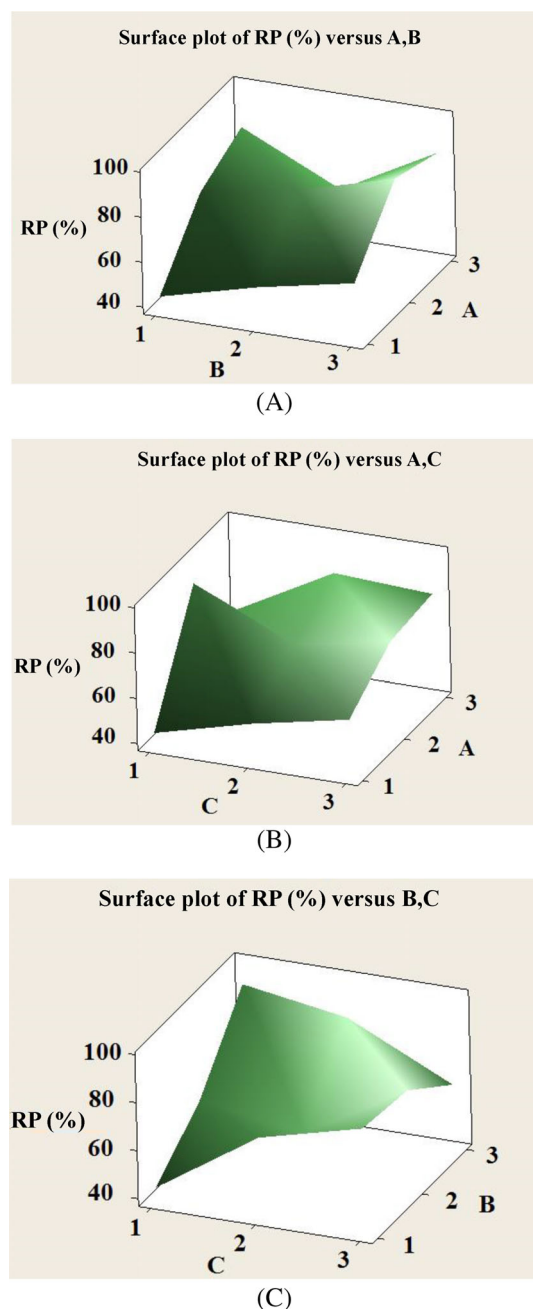 Surface plot of RP (%) versus A,B
100
80
RP (%)
60
40
1
2
3
B
1
2
3
A
(A)
Surface plot of RP (%) versus A,C
100
80
RP (%)
60
40
1
2
3
C
1
2
3
A
(B)
Surface plot of RP (%) versus B,C
100
80
RP (%)
60
40
1
2
3
C
1
2
3
B
(C)